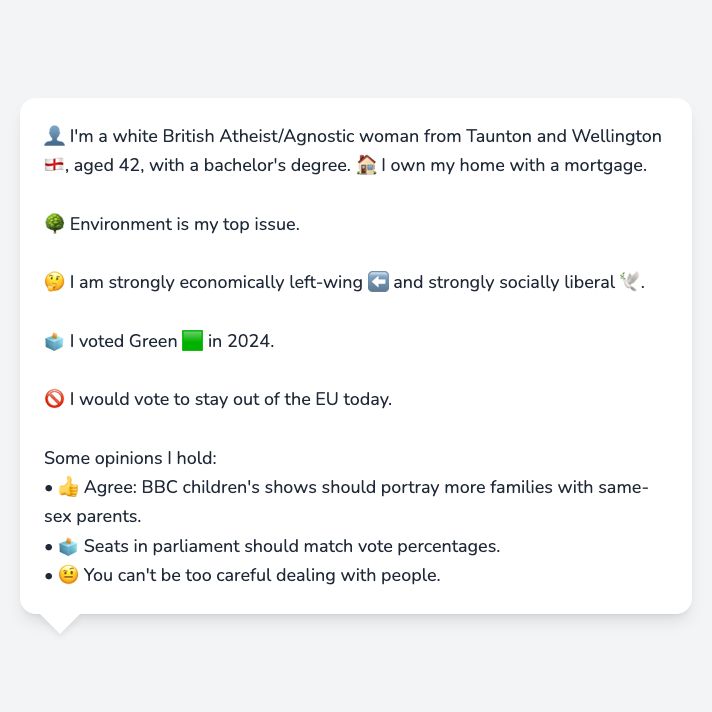 👤 I'm a white British Atheist/Agnostic woman from Taunton and Wellington
🏴󠁧󠁢󠁥󠁮󠁧󠁿, aged 42, with a bachelor's degree. 🏠 I own my home with a mortgage.
🌳 Environment is my top issue.
🤔 I am strongly economically left-wing ⬅️ and strongly socially liberal 🕊️.
🗳️ I voted Green 🟩 in 2024.
🚫 I would vote to stay out of the EU today.
Some opinions I hold:
• 👍 Agree: BBC children's shows should portray more families with same-
sex parents.
• 🗳️ Seats in parliament should match vote percentages.
• 🤨 You can't be too careful dealing with people.